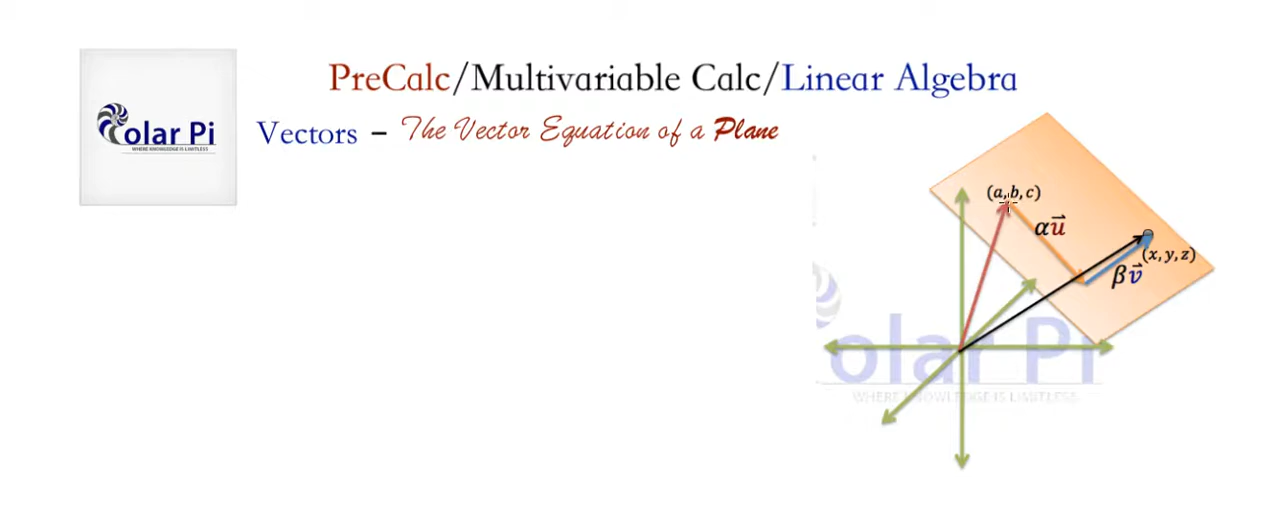 PreCalc/Multivariable Calc/Linear Algebra
olar Pi
WHERE KNOWLEDGE IS LIMITLESS
Vectors – The Vector Equation of a Plane
(a,b,c)
αu⃗
(x,y,z)
βv⃗
olar Pi
WHERE KNOWLEDGE IS LIMITLESS